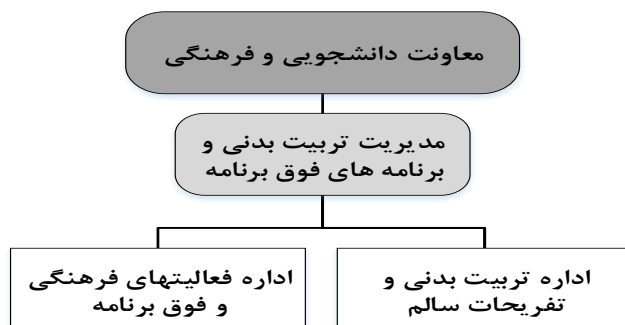 معاونت دانشجویی و فرهنگی
مدیریت تربیت بدنی و
برنامه های فوق برنامه
اداره تربیت بدنی و
تفریحات سالم
اداره فعالیتهای فرهنگی
و فوق برنامه